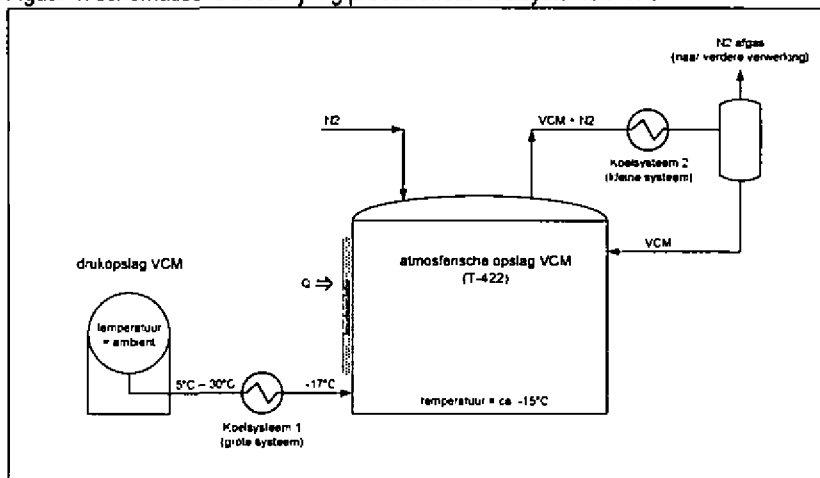 N2 afgas
(naar verdere verwerking)
N2
VCM + N2
Koelsysteem 2
(kleine systeem)
VCM
drukopslag VCM
atmosferische opslag VCM
(T-422)
Q
temperatuur
= ambient
5°C – 30°C
-17°C
temperatuur = ca. -15°C
Koelsysteem 1
(grote systeem)